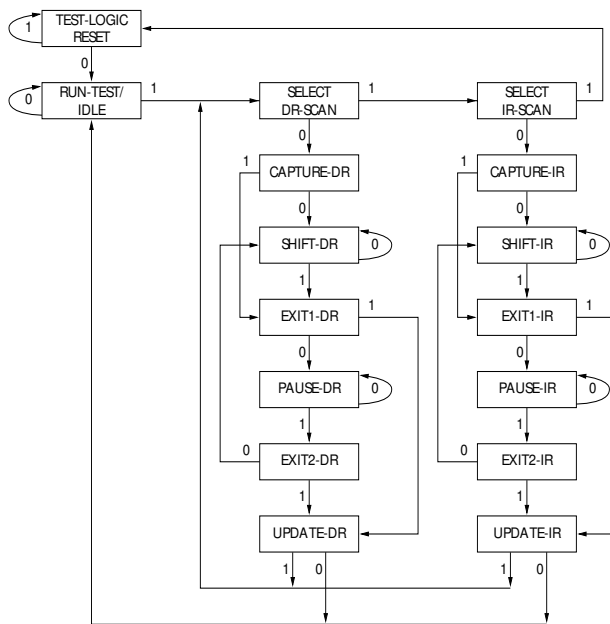 TEST-LOGIC
RESET
1
0
RUN-TEST/
IDLE
0
1
SELECT
DR-SCAN
1
SELECT
IR-SCAN
1
0
0
1
CAPTURE-DR
1
CAPTURE-IR
0
0
SHIFT-DR
0
SHIFT-IR
0
1
1
EXIT1-DR
1
EXIT1-IR
1
0
0
PAUSE-DR
0
PAUSE-IR
0
1
1
0
EXIT2-DR
0
EXIT2-IR
1
1
UPDATE-DR
UPDATE-IR
1
0
1
0